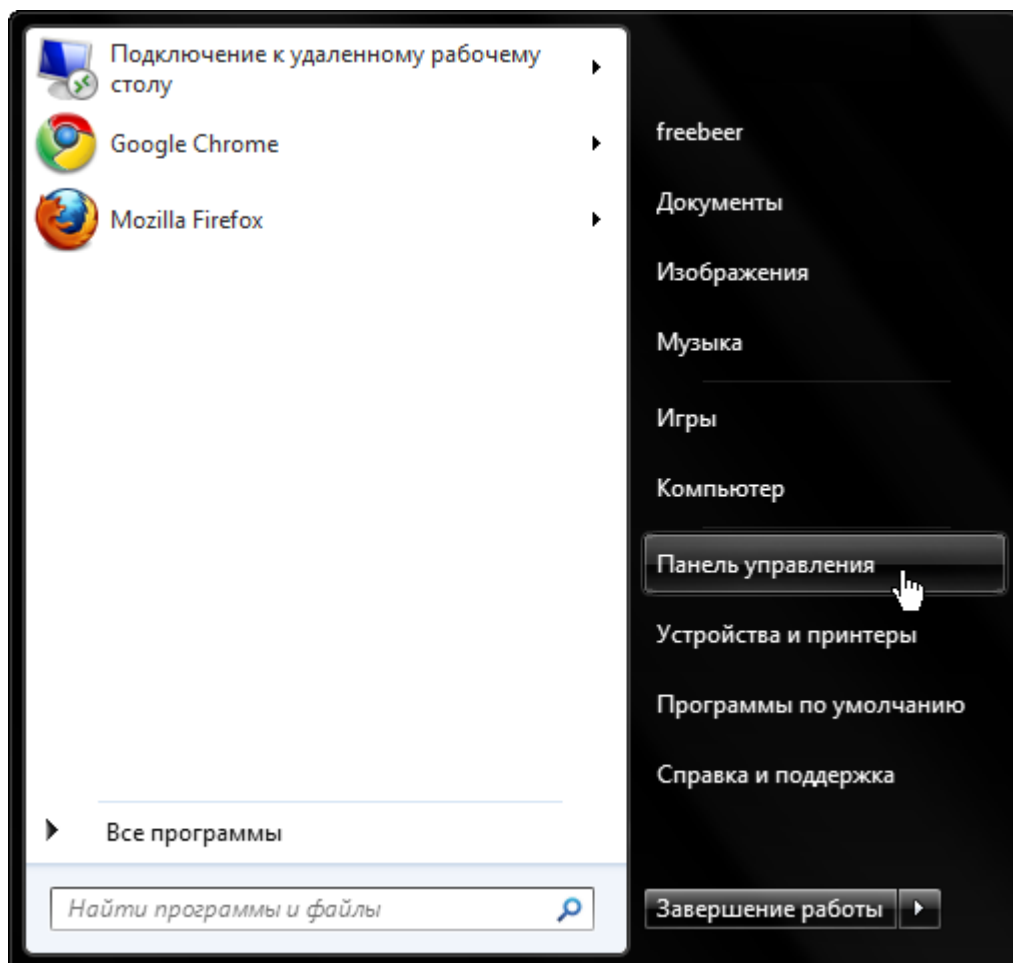 Подключение к удаленному рабочему
столу
Google Chrome
Mozilla Firefox
Все программы
Найти программы и файлы
freebeer
Документы
Изображения
Музыка
Игры
Компьютер
Панель управления
Устройства и принтеры
Программы по умолчанию
Справка и поддержка
Завершение работы